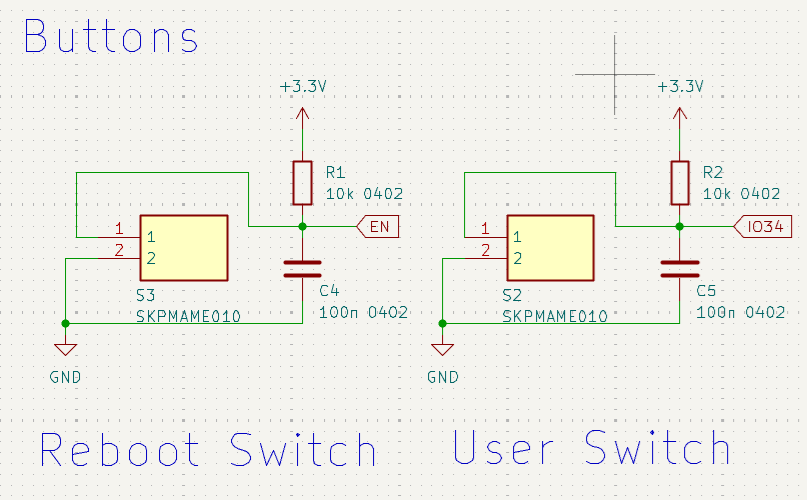 Buttons
+3.3V
R1
10k 0402
EN
1 1
2 2
S3
SKPMAME010
C4
100n 0402
GND
Reboot Switch
+3.3V
R2
10k 0402
IO34
1 1
2 2
S2
SKPMAME010
C5
100n 0402
GND
User Switch